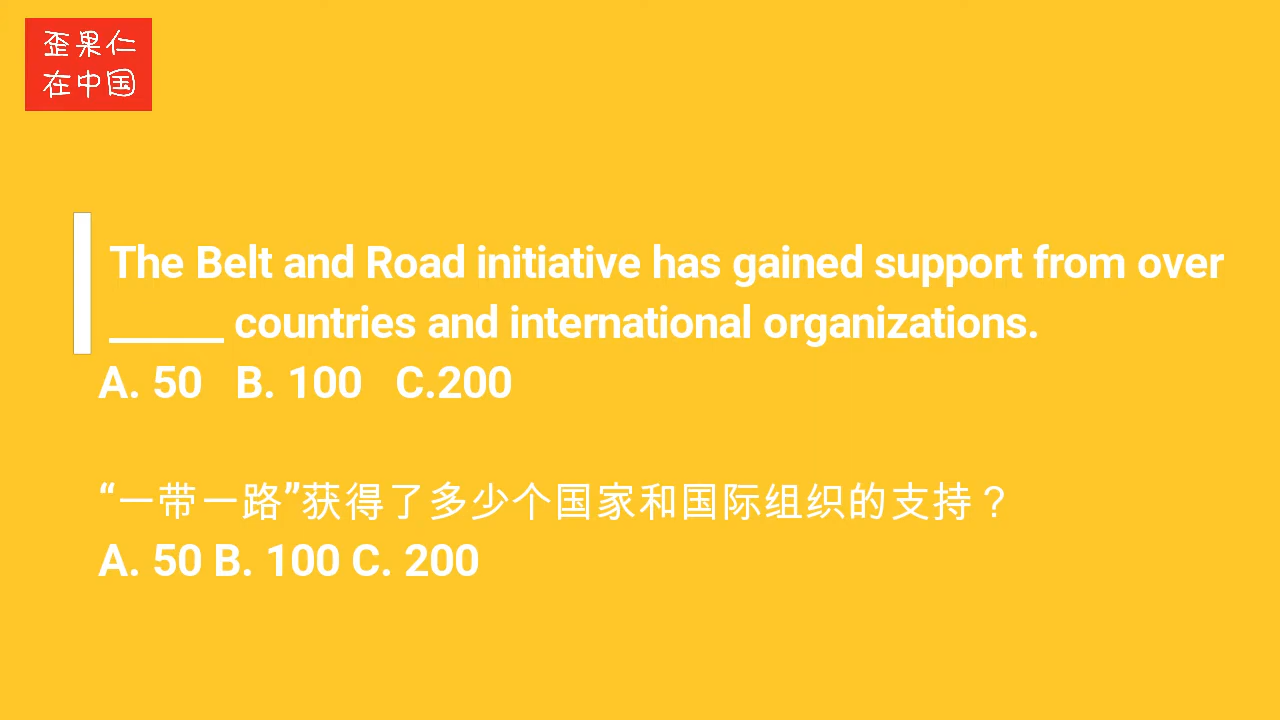 歪果仁
在中国
The Belt and Road initiative has gained support from over
_____ countries and international organizations.
A. 50 B. 100 C.200
“一带一路”获得了多少个国家和国际组织的支持？
A. 50 B. 100 C. 200